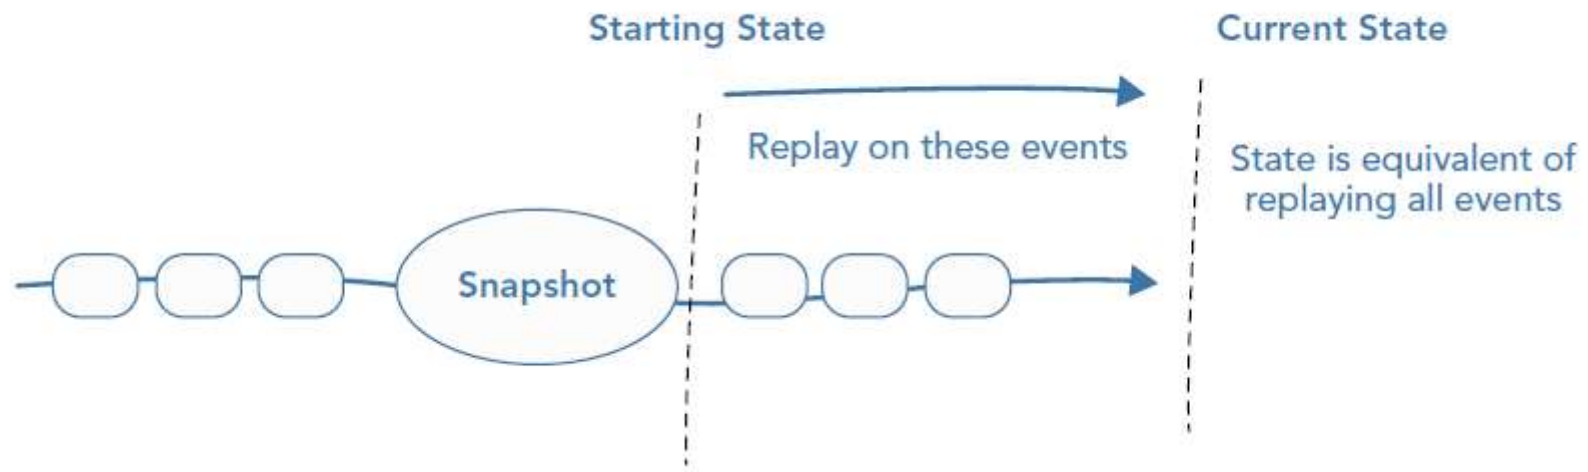 Starting State
Current State
Replay on these events
State is equivalent of
replaying all events
Snapshot